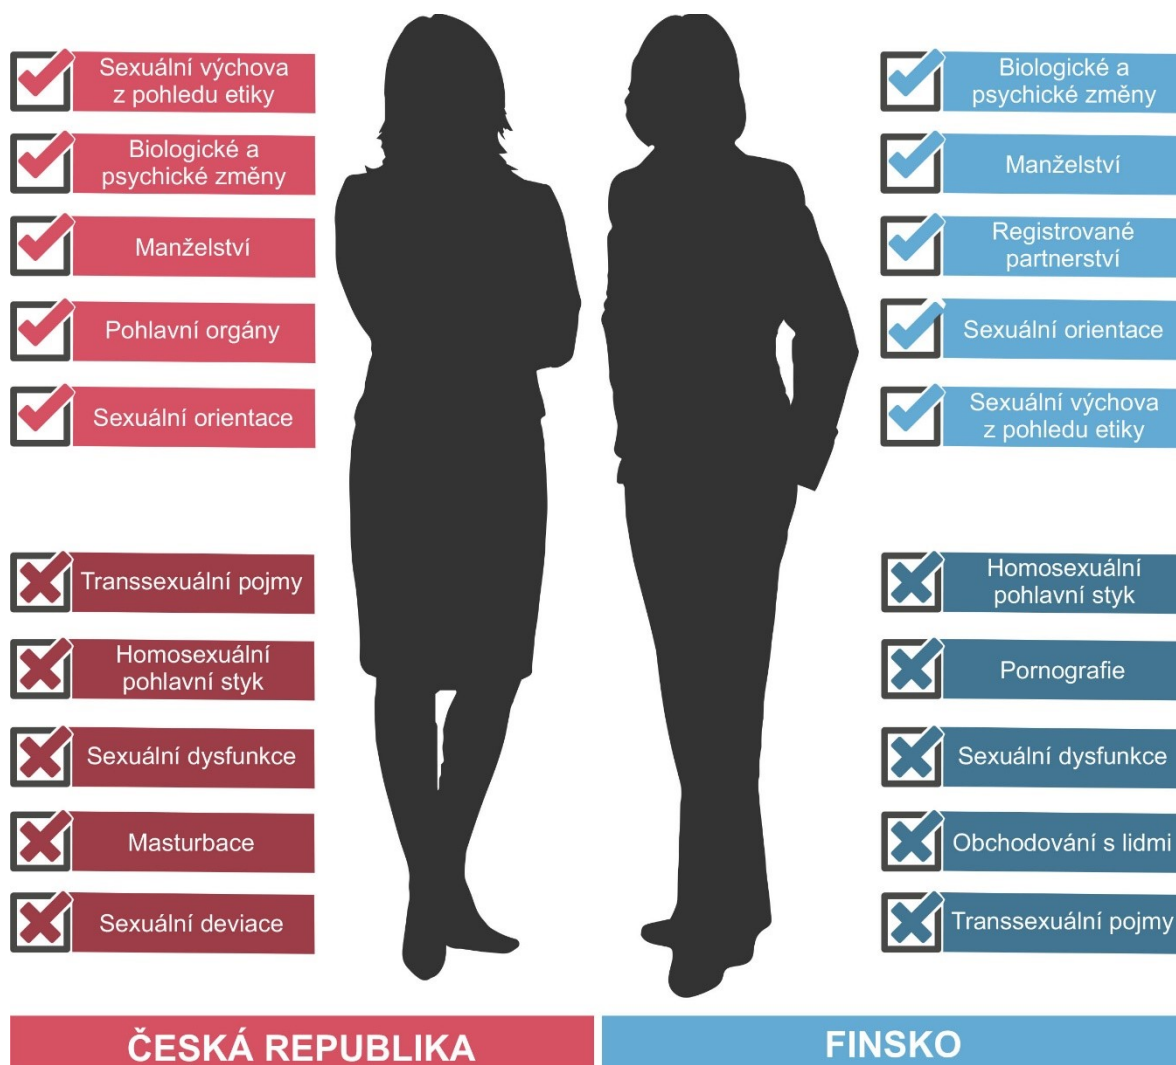 Sexuální výchova
z pohledu etiky
Biologické a
psychické změny
Manželství
Pohlavní orgány
Sexuální orientace
Transsexuální pojmy
Homosexuální
pohlavní styk
Sexuální dysfunkce
Masturbace
Sexuální deviace
ČESKÁ REPUBLIKA
Biologické a
psychické změny
Manželství
Registrované
partnerství
Sexuální orientace
Sexuální výchova
z pohledu etiky
Homosexuální
pohlavní styk
Pornografie
Sexuální dysfunkce
Obchodování s lidmi
Transsexuální pojmy
FINSKO